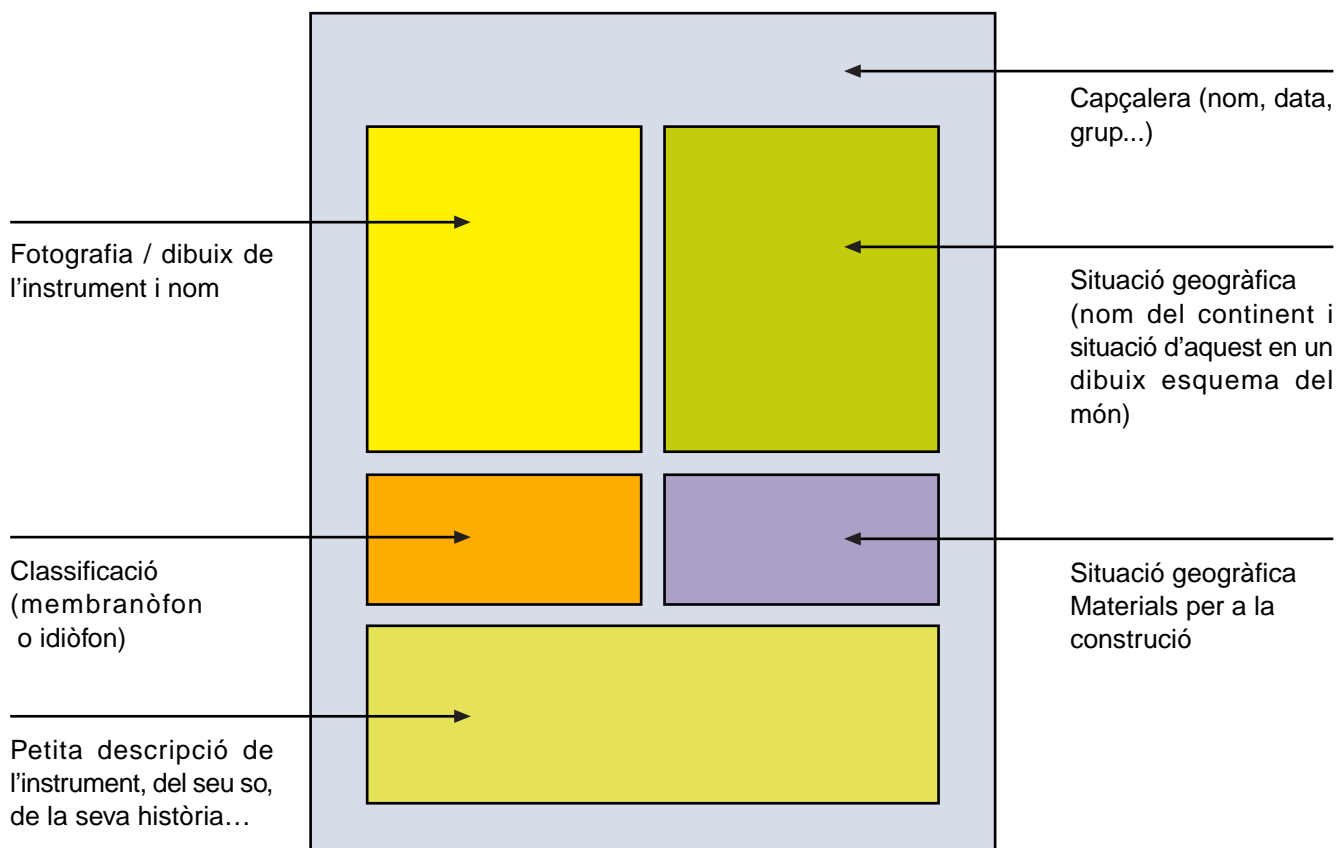 Capçalera (nom, data,
grup...)
Fotografia / dibuix de
l'instrument i nom
Situació geogràfica
(nom del continent i
situació d'aquest en un
dibuix esquema del
món)
Classificació
(membranòfon
o idiòfon)
Situació geogràfica
Materials per a la
construció
Petita descripció de
l'instrument, del seu so,
de la seva història…